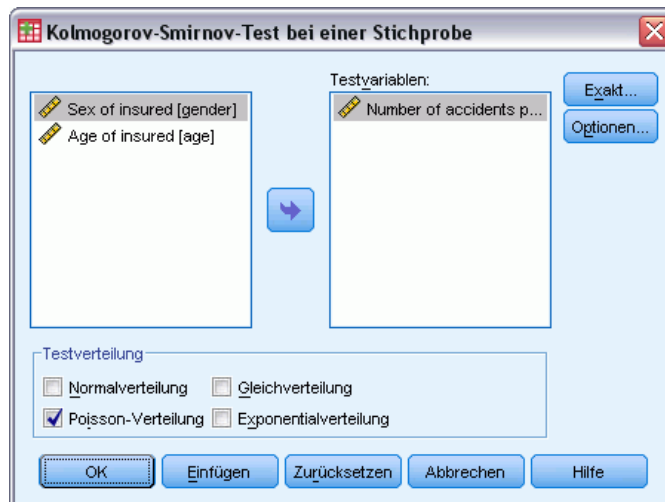 Kolmogorov-Smirnov-Test bei einer Stichprobe
Testvariablen:
Sex of insured [gender]
Age of insured [age]
Number of accidents p...
Exakt...
Optionen...
Testverteilung
Normalverteilung
Gleichverteilung
Poisson-Verteilung
Exponentialverteilung
OK
Einfügen
Zurücksetzen
Abbrechen
Hilfe